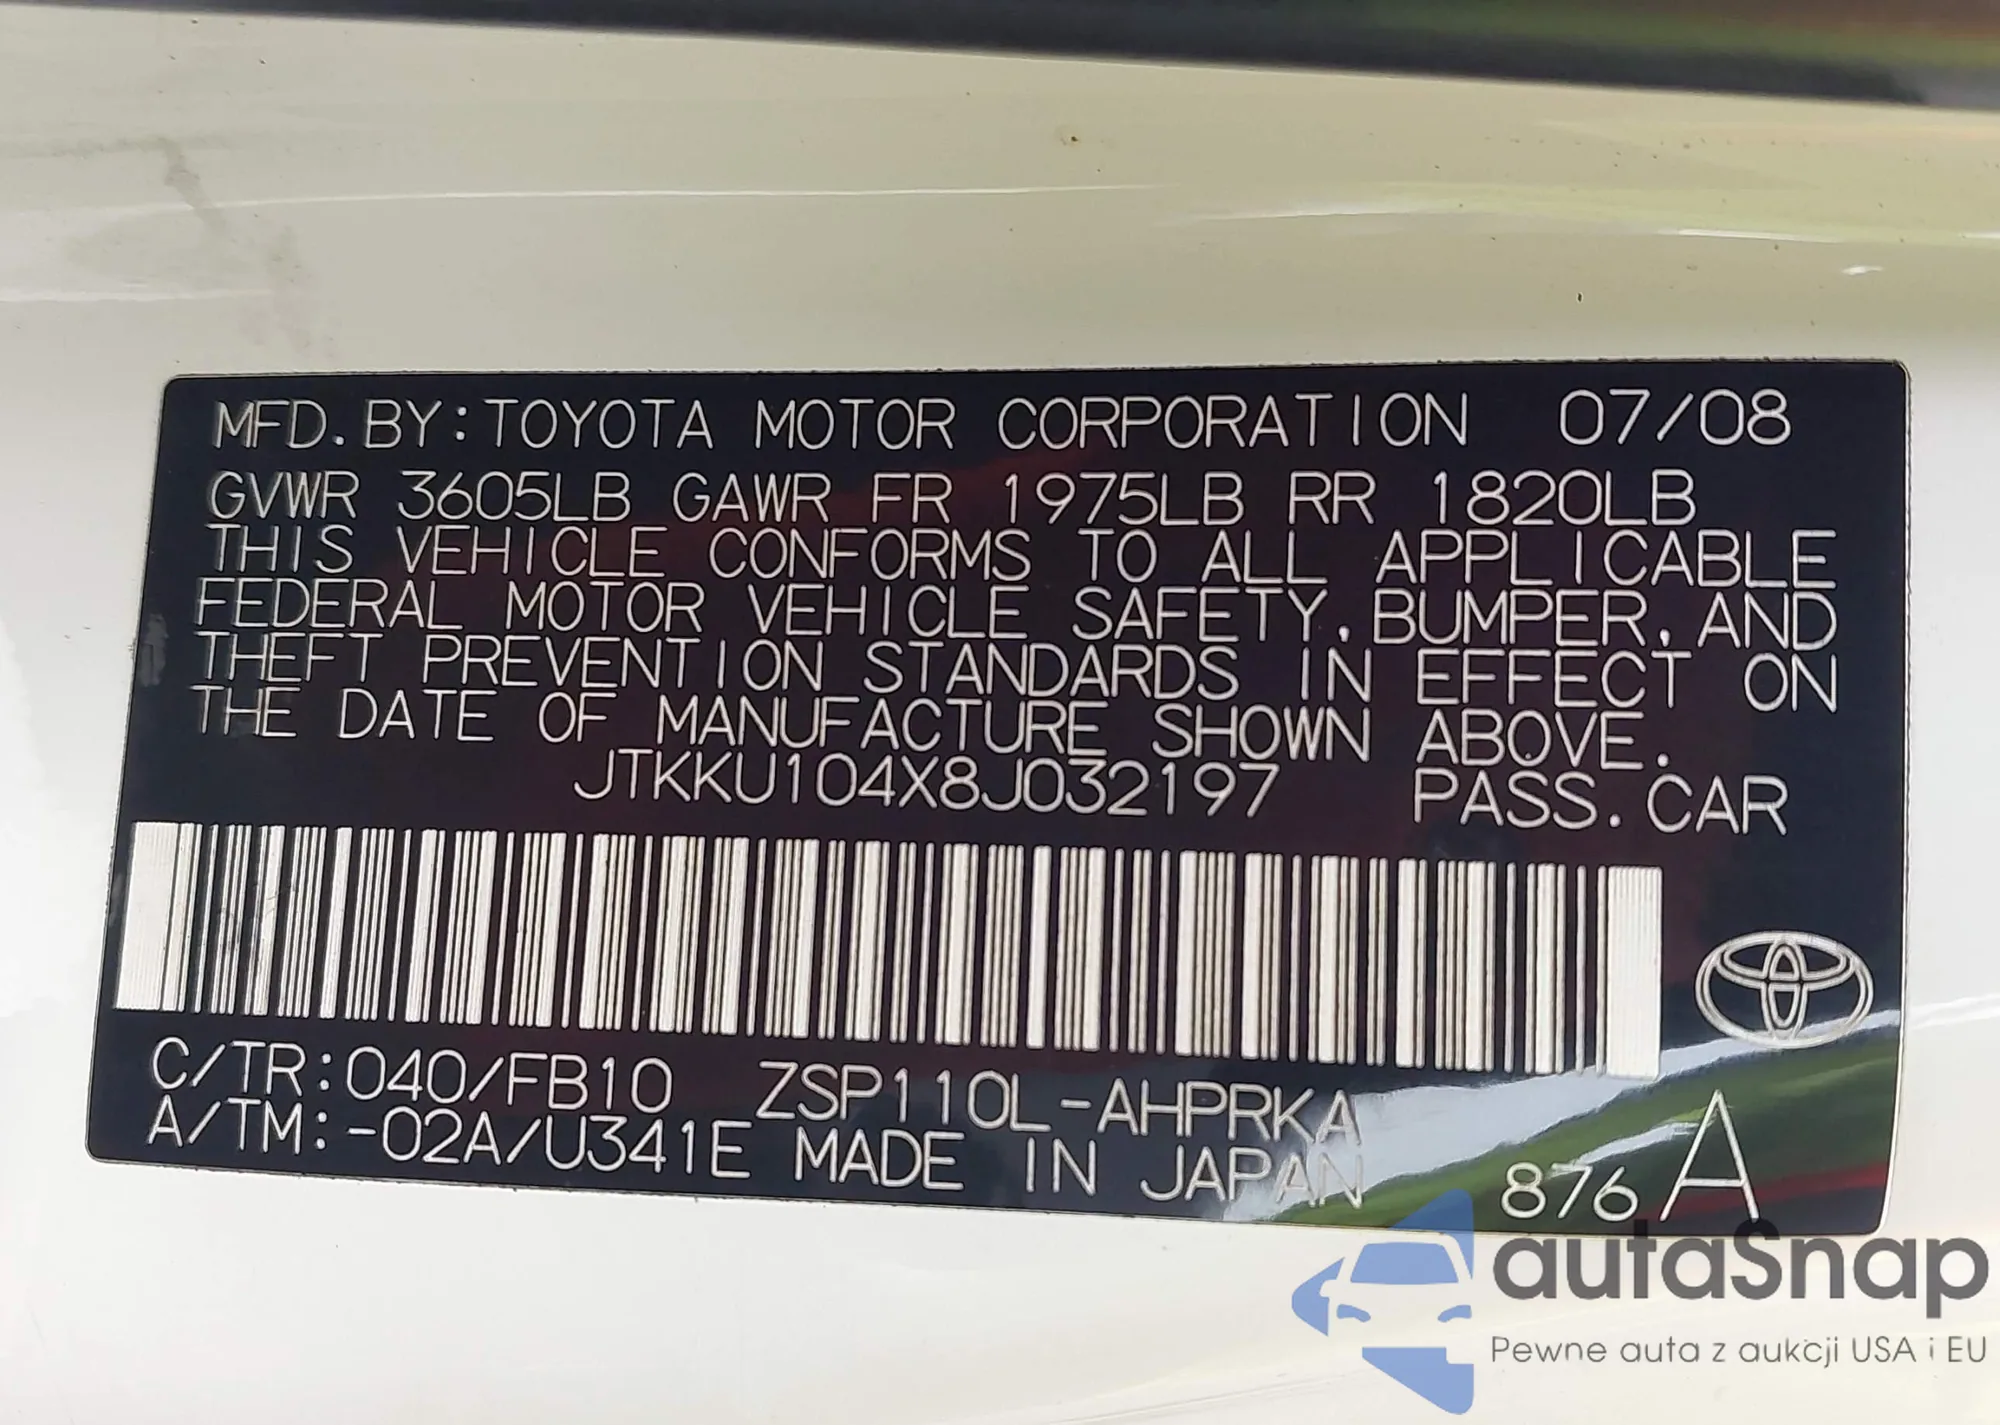 MFD. BY: TOYOTA MOTOR CORPORATION 07/08
GVWR 3605LB GAWR FR 1975LB RR 1820LB
THIS VEHICLE CONFORMS TO ALL APPLICABLE
FEDERAL MOTOR VEHICLE SAFETY, BUMPER, AND
THEFT PREVENTION STANDARDS IN EFFECT ON
THE DATE OF MANUFACTURE SHOWN ABOVE.
JTKKU104X8J032197 PASS. CAR
C/TR: 040/FB10 ZSP110L-AHPRKA
A/TM: -02A/U341E MADE IN JAPAN 876 A
autaSnap
Pewne auta z aukcji USA i EU